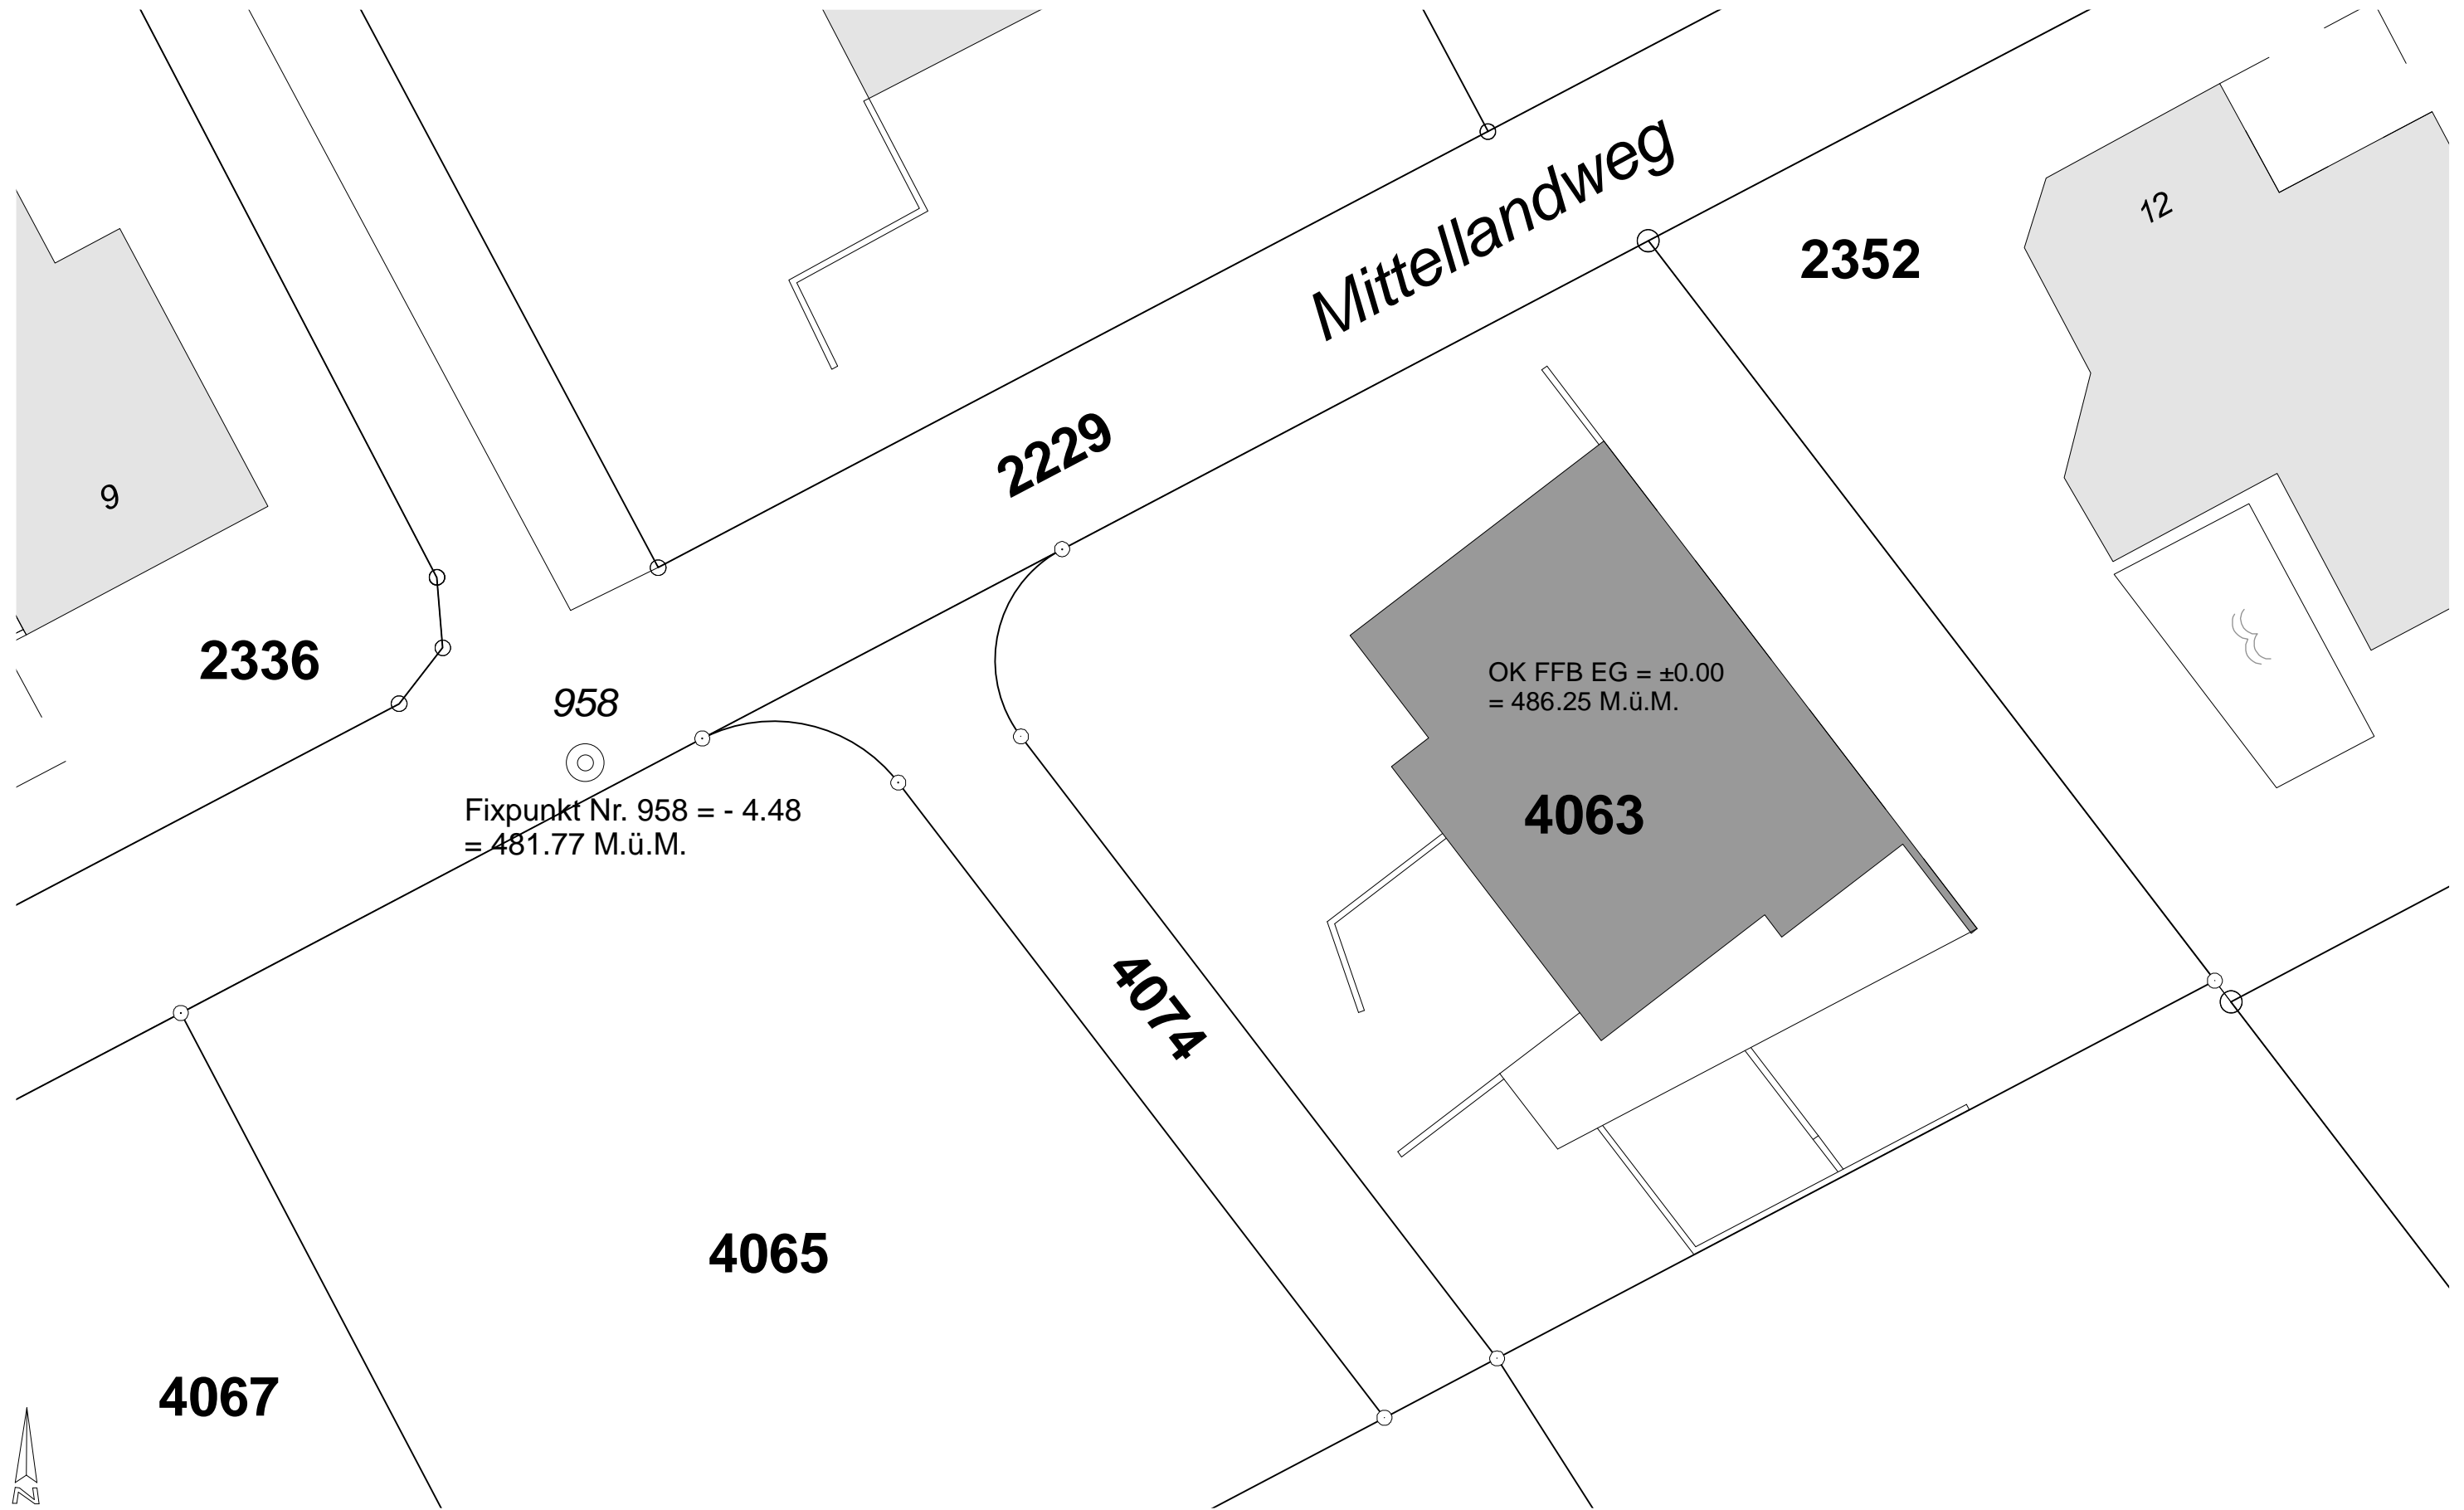 Mittellandweg
12
2352
2229
9
2336
958
OK FFB EG = ±0.00
= 486.25 M.ü.M.
Fixpunkt Nr. 958 = - 4.48
= 481.77 M.ü.M.
4063
4074
4065
4067
N